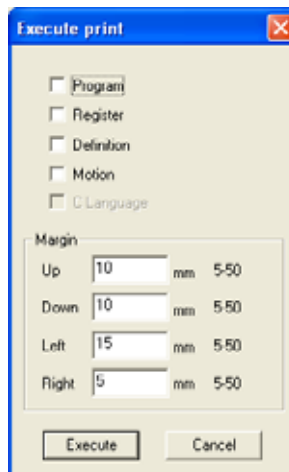 Execute print
Program
Register
Definition
Motion
C Language
Margin
Up 10 mm 5-50
Down 10 mm 5-50
Left 15 mm 5-50
Right 5 mm 5-50
Execute Cancel